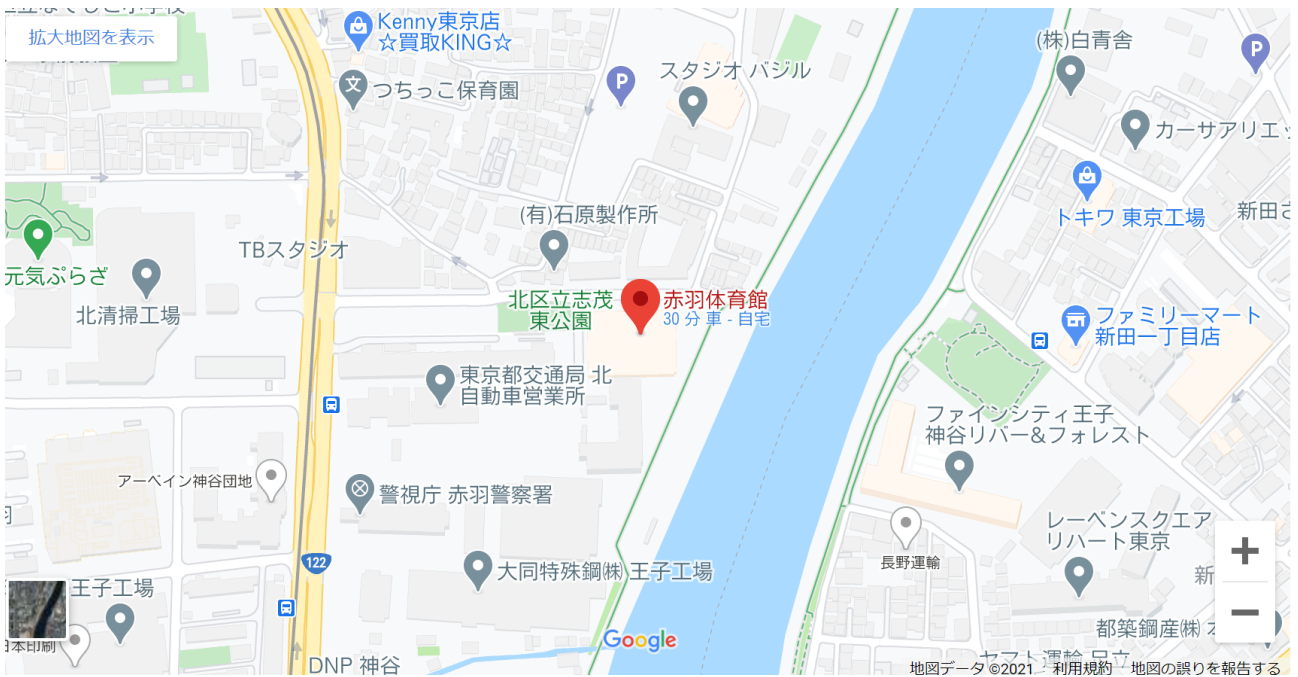 拡大地図を表示
Kenny東京店
☆買取KING☆
つちっこ保育園
P
スタジオ バジル
(株)白青舎
P
カーサアリエッ
トキワ 東京工場
新田さ
(有)石原製作所
TBスタジオ
元気ぷらざ
北清掃工場
北区立志茂
東公園
赤羽体育館
30 分 車 - 自宅
ファミリーマート
新田一丁目店
東京都交通局 北
自動車営業所
ファインシティ王子
神谷リバー&フォレスト
アーベイン神谷団地
警視庁 赤羽警察署
レーベンスクエア
リハート東京
長野運輸
122
大同特殊鋼㈱ 王子工場
新
王子工場
日本印刷
都築鋼産㈱
Google
DNP 神谷
ヤマト運輸 足立
地図データ ©2021
利用規約
地図の誤りを報告する